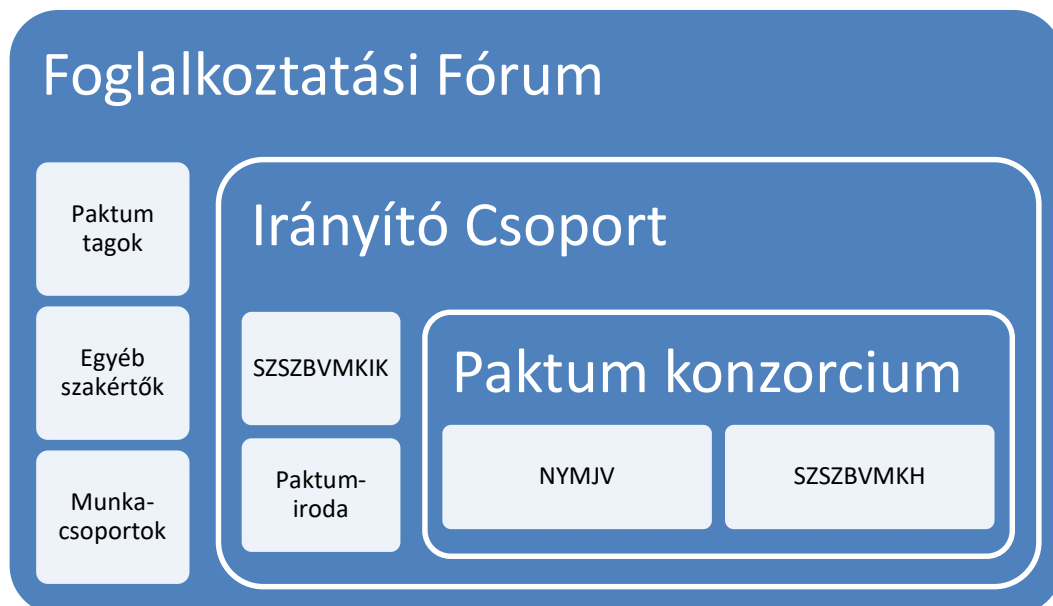 Foglalkoztatási Fórum
Paktum
tagok
Egyéb
szakértők
Munka-
csoportok
Irányító Csoport
SZSZBVMKIK
Paktum-
iroda
Paktum konzorcium
NYMJV
SZSZBVMKH